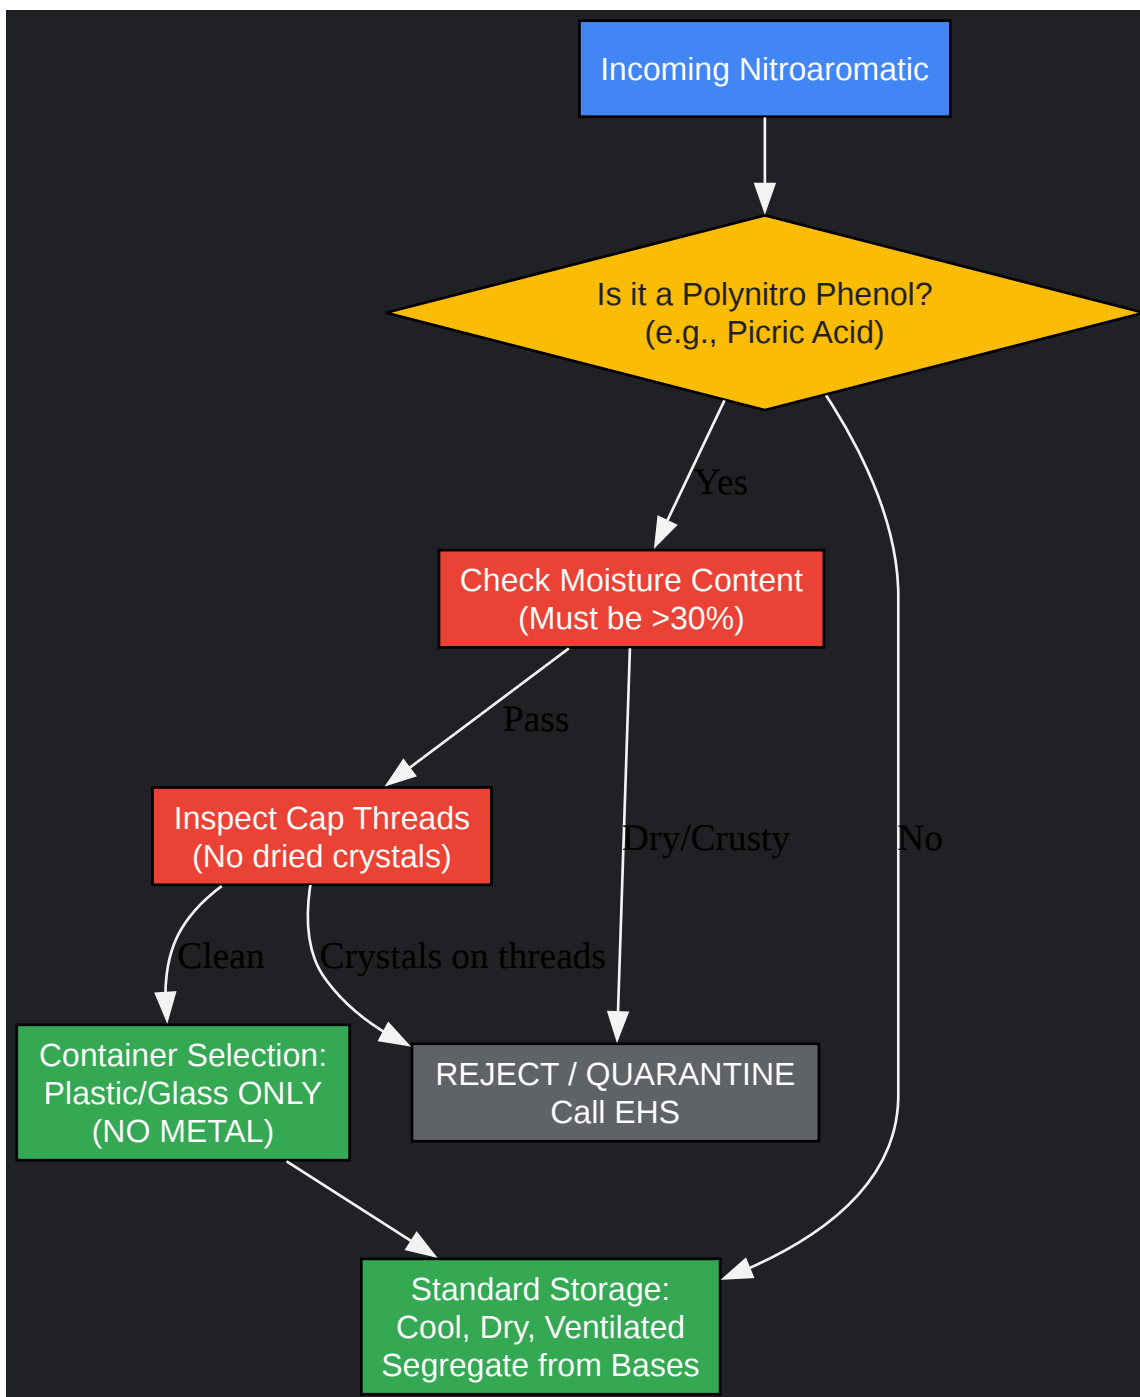 Incoming Nitroaromatic
Is it a Polynitro Phenol?
(e.g., Picric Acid)
Yes
Check Moisture Content
(Must be >30%)
Pass
Inspect Cap Threads
(No dried crystals)
Dry/Crusty
No
Clean
Crystals on threads
Container Selection:
Plastic/Glass ONLY
(NO METAL)
REJECT / QUARANTINE
Call EHS
Standard Storage:
Cool, Dry, Ventilated
Segregate from Bases